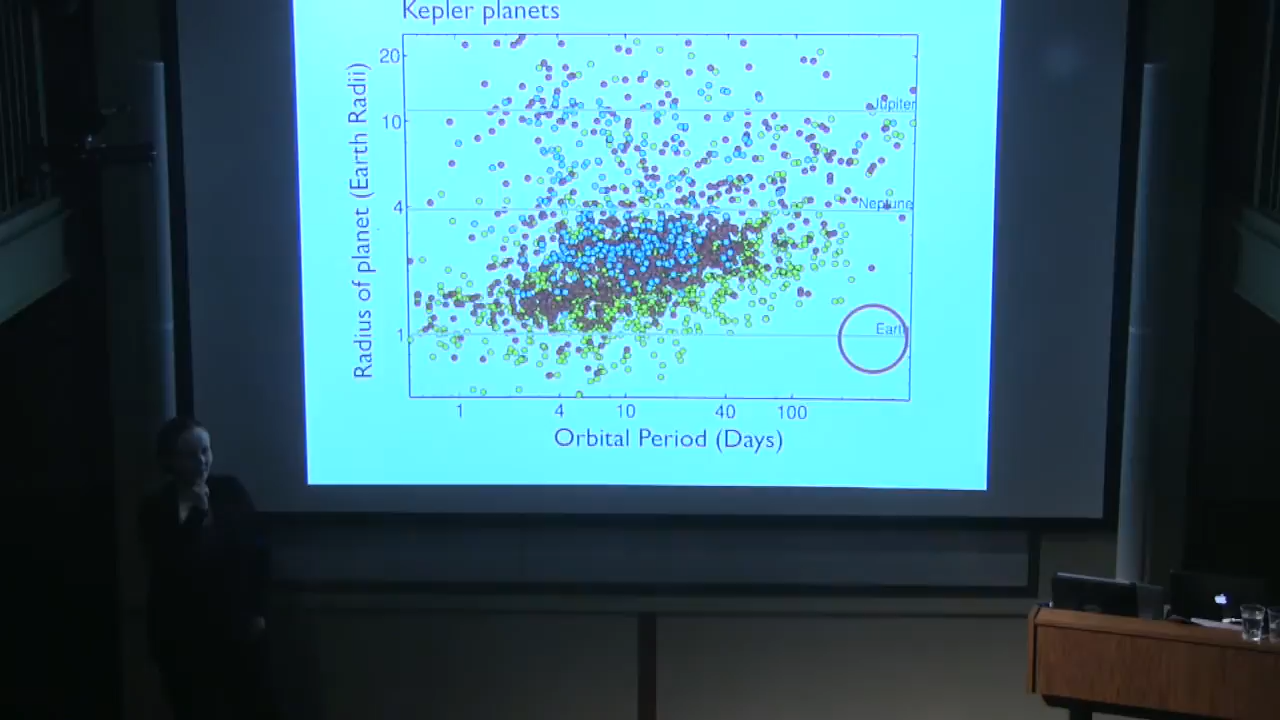 Kepler planets
Radius of planet (Earth Radii)
20
10
4
1
Jupiter
Neptune
Earth
1
4
10
40
100
Orbital Period (Days)